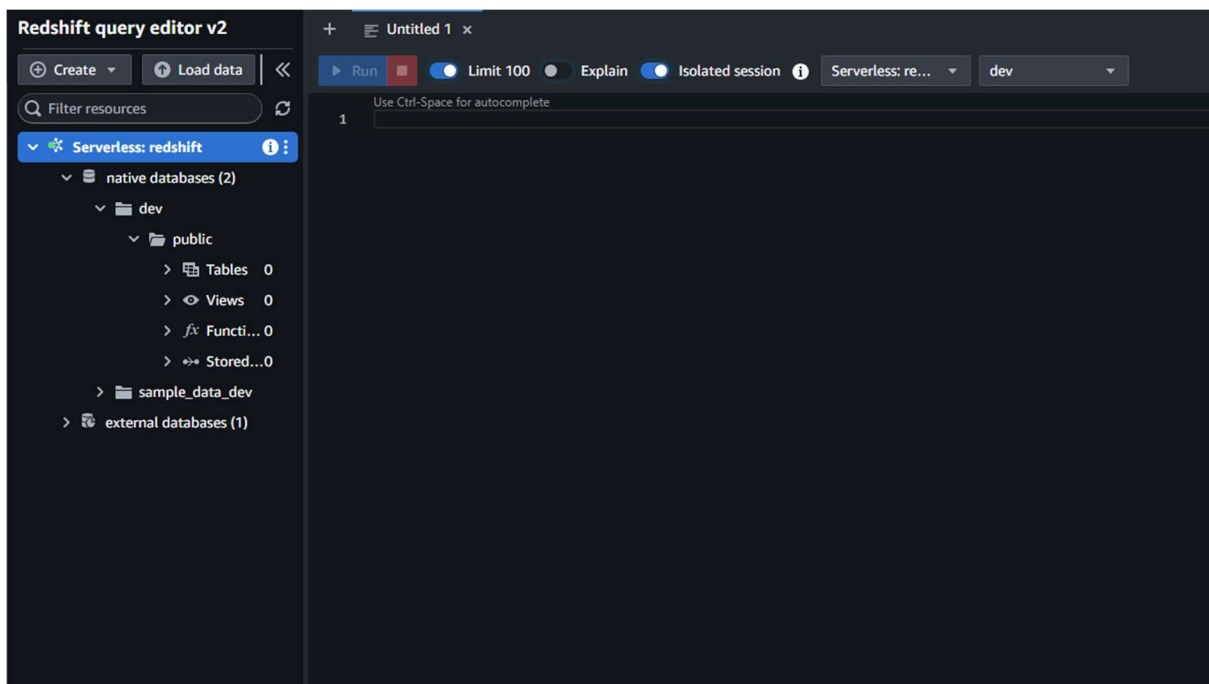 Redshift query editor v2
Create
Load data
Filter resources
Serverless: redshift
native databases (2)
dev
public
Tables 0
Views 0
fx Functi... 0
Stored...0
sample_data_dev
external databases (1)
Untitled 1
Run
Limit 100
Explain
Isolated session
Serverless: re...
dev
Use Ctrl-Space for autocomplete
1